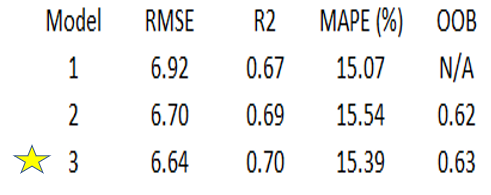 Model RMSE R2 MAPE (%) OOB
1 6.92 0.67 15.07 N/A
2 6.70 0.69 15.54 0.62
3 6.64 0.70 15.39 0.63